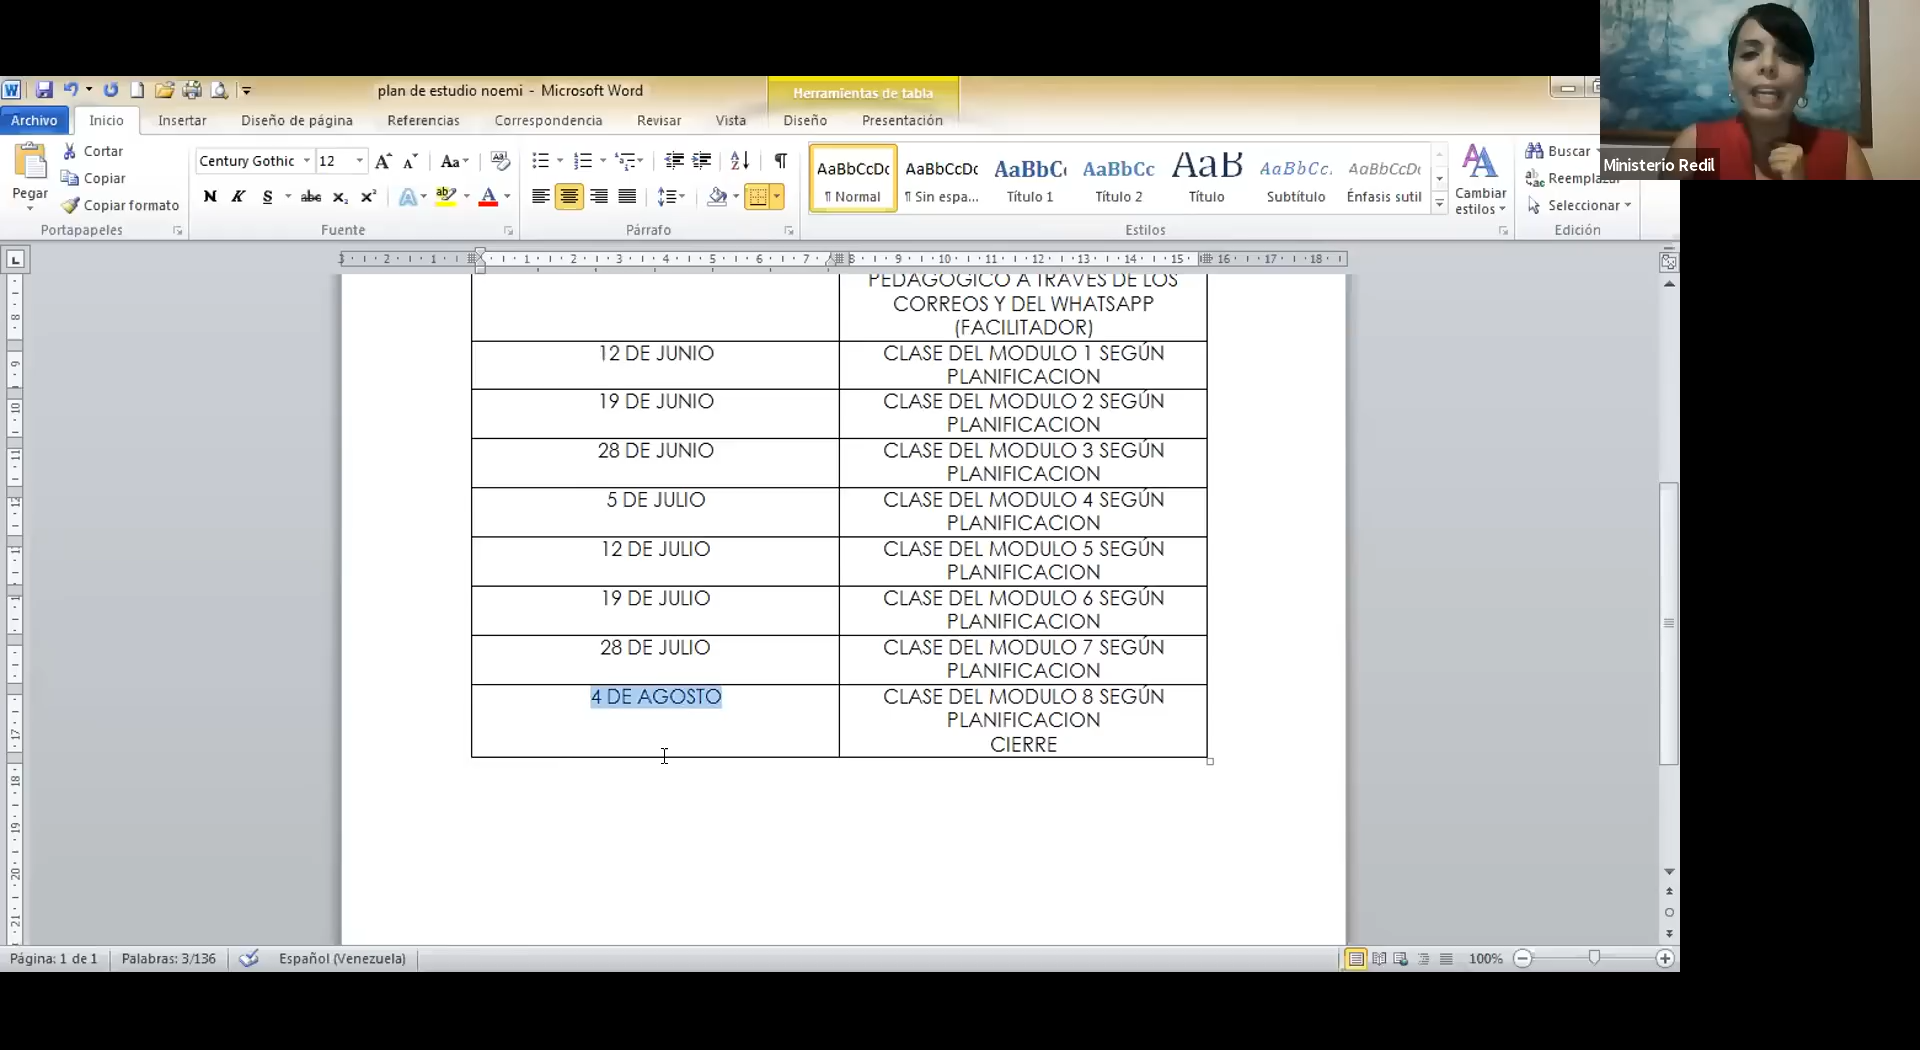 plan de estudio noemi - Microsoft Word
Herramientas de tabla
Archivo Inicio Insertar Diseño de página Referencias Correspondencia Revisar Vista Diseño Presentación
Pegar
Cortar
Copiar
Copiar formato
Portapapeles
Century Gothic 12
N K S abc x₂ x²
Fuente
Párrafo
AaBbCcDc AaBbCcDc AaBbC AaBbCc AaB AaBbCc. AaBbCcDc
¶ Normal ¶ Sin espa... Título 1 Título 2 Título Subtítulo Énfasis sutil
Cambiar estilos
Estilos
Buscar
Seleccionar
Edición
Ministerio Redil
PEDAGOGICO A TRAVES DE LOS
CORREOS Y DEL WHATSAPP
(FACILITADOR)
12 DE JUNIO CLASE DEL MODULO 1 SEGÚN
PLANIFICACION
19 DE JUNIO CLASE DEL MODULO 2 SEGÚN
PLANIFICACION
28 DE JUNIO CLASE DEL MODULO 3 SEGÚN
PLANIFICACION
5 DE JULIO CLASE DEL MODULO 4 SEGÚN
PLANIFICACION
12 DE JULIO CLASE DEL MODULO 5 SEGÚN
PLANIFICACION
19 DE JULIO CLASE DEL MODULO 6 SEGÚN
PLANIFICACION
28 DE JULIO CLASE DEL MODULO 7 SEGÚN
PLANIFICACION
4 DE AGOSTO CLASE DEL MODULO 8 SEGÚN
PLANIFICACION
CIERRE
Página: 1 de 1 Palabras: 3/136 Español (Venezuela) 100%